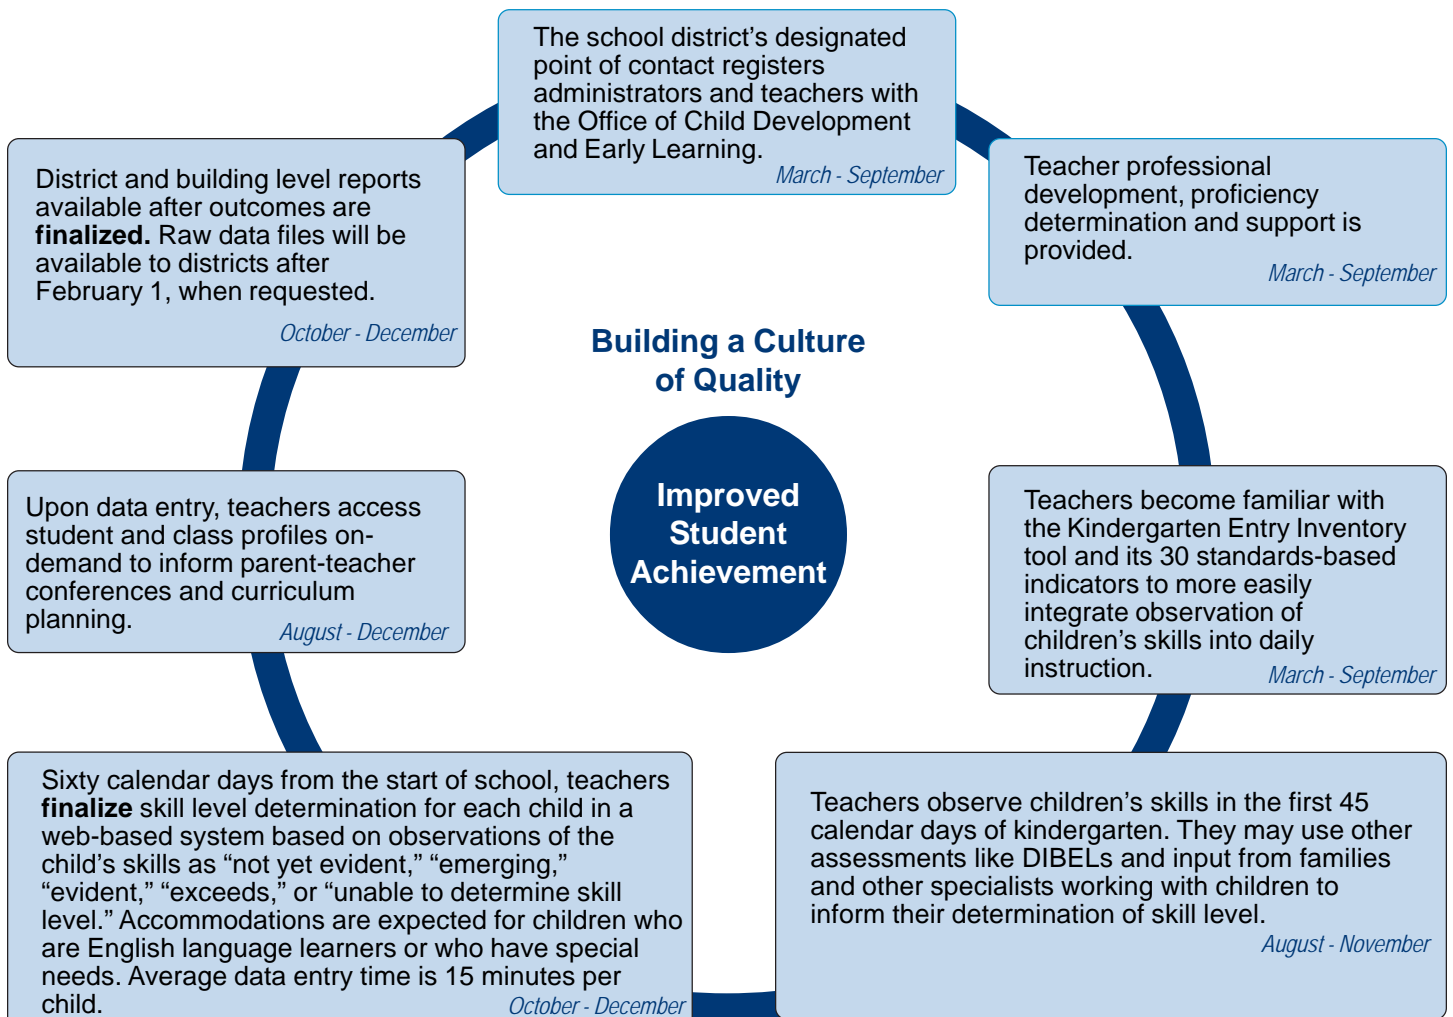 The school district’s designated
point of contact registers
administrators and teachers with
the Office of Child Development
and Early Learning.
March - September
Teacher professional
development, proficiency
determination and support is
provided.
March - September
Teachers become familiar with
the Kindergarten Entry Inventory
tool and its 30 standards-based
indicators to more easily
integrate observation of
children’s skills into daily
instruction.
March - September
Teachers observe children’s skills in the first 45
calendar days of kindergarten. They may use other
assessments like DIBELs and input from families
and other specialists working with children to
inform their determination of skill level.
August - November
Sixty calendar days from the start of school, teachers
finalize skill level determination for each child in a
web-based system based on observations of the
child’s skills as “not yet evident,” “emerging,”
“evident,” “exceeds,” or “unable to determine skill
level.” Accommodations are expected for children who
are English language learners or who have special
needs. Average data entry time is 15 minutes per
child.
October - December
Upon data entry, teachers access
student and class profiles on-
demand to inform parent-teacher
conferences and curriculum
planning.
August - December
District and building level reports
available after outcomes are
finalized. Raw data files will be
available to districts after
February 1, when requested.
October - December
Building a Culture
of Quality
Improved
Student
Achievement